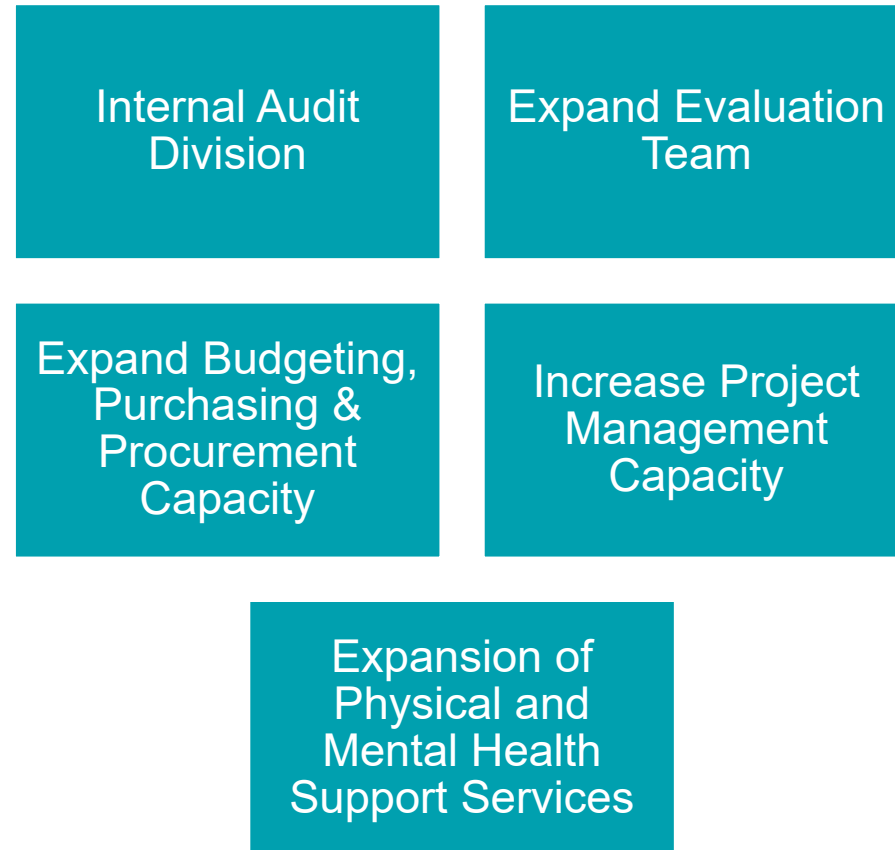 Internal Audit
Division
Expand Evaluation
Team
Expand Budgeting,
Purchasing &
Procurement
Capacity
Increase Project
Management
Capacity
Expansion of
Physical and
Mental Health
Support Services